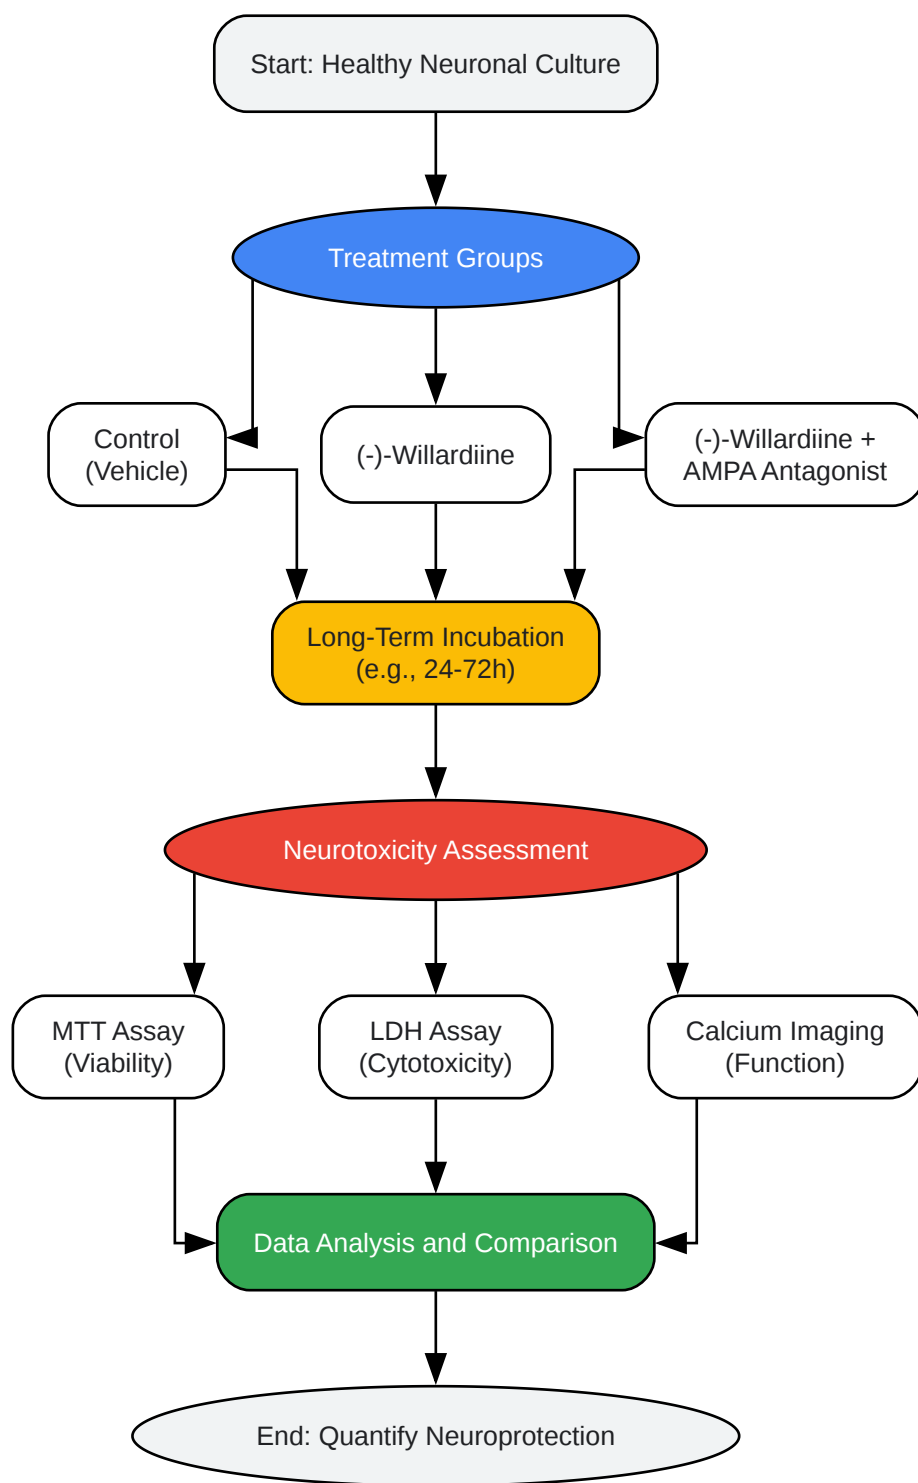 Start: Healthy Neuronal Culture
Treatment Groups
Control
(Vehicle)
(-)-Willardiine
(-)-Willardiine +
AMPA Antagonist
Long-Term Incubation
(e.g., 24-72h)
Neurotoxicity Assessment
MTT Assay
(Viability)
LDH Assay
(Cytotoxicity)
Calcium Imaging
(Function)
Data Analysis and Comparison
End: Quantify Neuroprotection